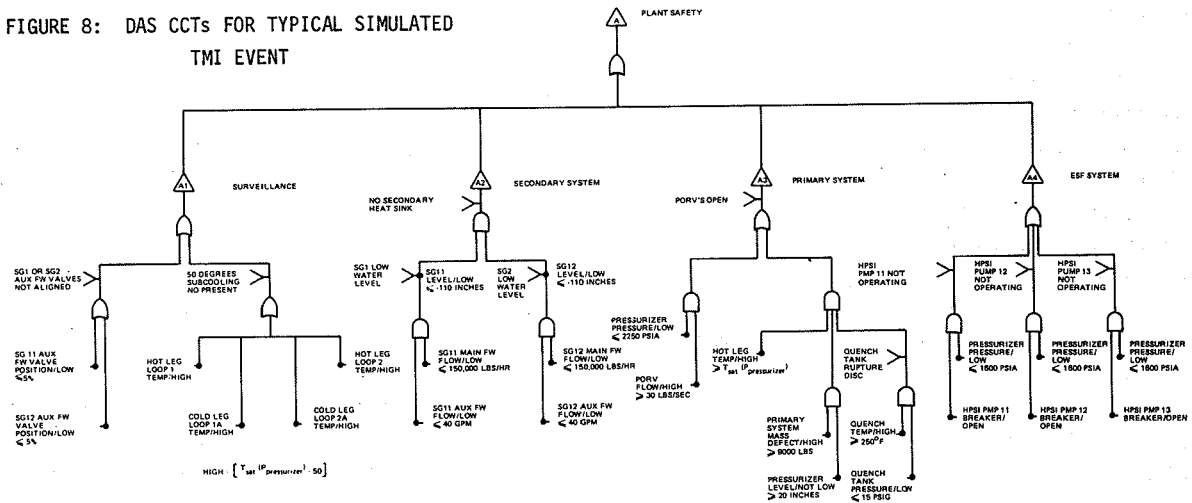 FIGURE 8: DAS CCTs FOR TYPICAL SIMULATED
TMI EVENT
A
PLANT SAFETY
A1
SURVEILLANCE
A2
SECONDARY SYSTEM
A3
PRIMARY SYSTEM
A4
ESF SYSTEM
NO SECONDARY
HEAT SINK
PORV'S OPEN
SG1 OR SG2
AUX FW VALVES
NOT ALIGNED
50 DEGREES
SUBCOOLING
NO PRESENT
SG1 LOW
WATER
LEVEL
SG11
LEVEL/LOW
≤ -110 INCHES
SG2
LOW
WATER
LEVEL
SG12
LEVEL/LOW
≤ -110 INCHES
HPSI
PMP 11 NOT
OPERATING
HPSI
PUMP 12
NOT
OPERATING
HPSI
PUMP 13
NOT
OPERATING
SG 11 AUX
FW VALVE
POSITION/LOW
≤5%
SG12 AUX FW
VALVE
POSITION/LOW
≤ 5%
HOT LEG
LOOP 1
TEMP/HIGH
COLD LEG
LOOP 1A
TEMP/HIGH
COLD LEG
LOOP 2A
TEMP/HIGH
HOT LEG
LOOP 2
TEMP/HIGH
HIGH · [ Tsat (Ppressurizer) - 50 ]
SG11 MAIN FW
FLOW/LOW
≤ 150,000 LBS/HR
SG11 AUX FW
FLOW/LOW
≤ 40 GPM
SG12 MAIN FW
FLOW/LOW
≤ 150,000 LBS/HR
SG12 AUX FW
FLOW/LOW
≤ 40 GPM
PRESSURIZER
PRESSURE/LOW
≤ 2250 PSIA
PORV
FLOW/HIGH
≥ 30 LBS/SEC
HOT LEG
TEMP/HIGH
≥ Tsat (Ppressurizer)
QUENCH
TANK
RUPTURE
DISC
PRIMARY
SYSTEM
MASS
DEFECT/HIGH
≥ 9000 LBS
PRESSURIZER
LEVEL/NOT LOW
≥ 20 INCHES
QUENCH
TEMP/HIGH
≥ 250°F
QUENCH
TANK
PRESSURE/LOW
≤ 15 PSIG
PRESSURIZER
PRESSURE/
LOW
≤ 1600 PSIA
PRESSURIZER
PRESSURE/
LOW
≤ 1600 PSIA
PRESSURIZER
PRESSURE/
LOW
≤ 1600 PSIA
HPSI PMP 11
BREAKER/
OPEN
HPSI PMP 12
BREAKER/
OPEN
HPSI PMP 13
BREAKER/OPEN